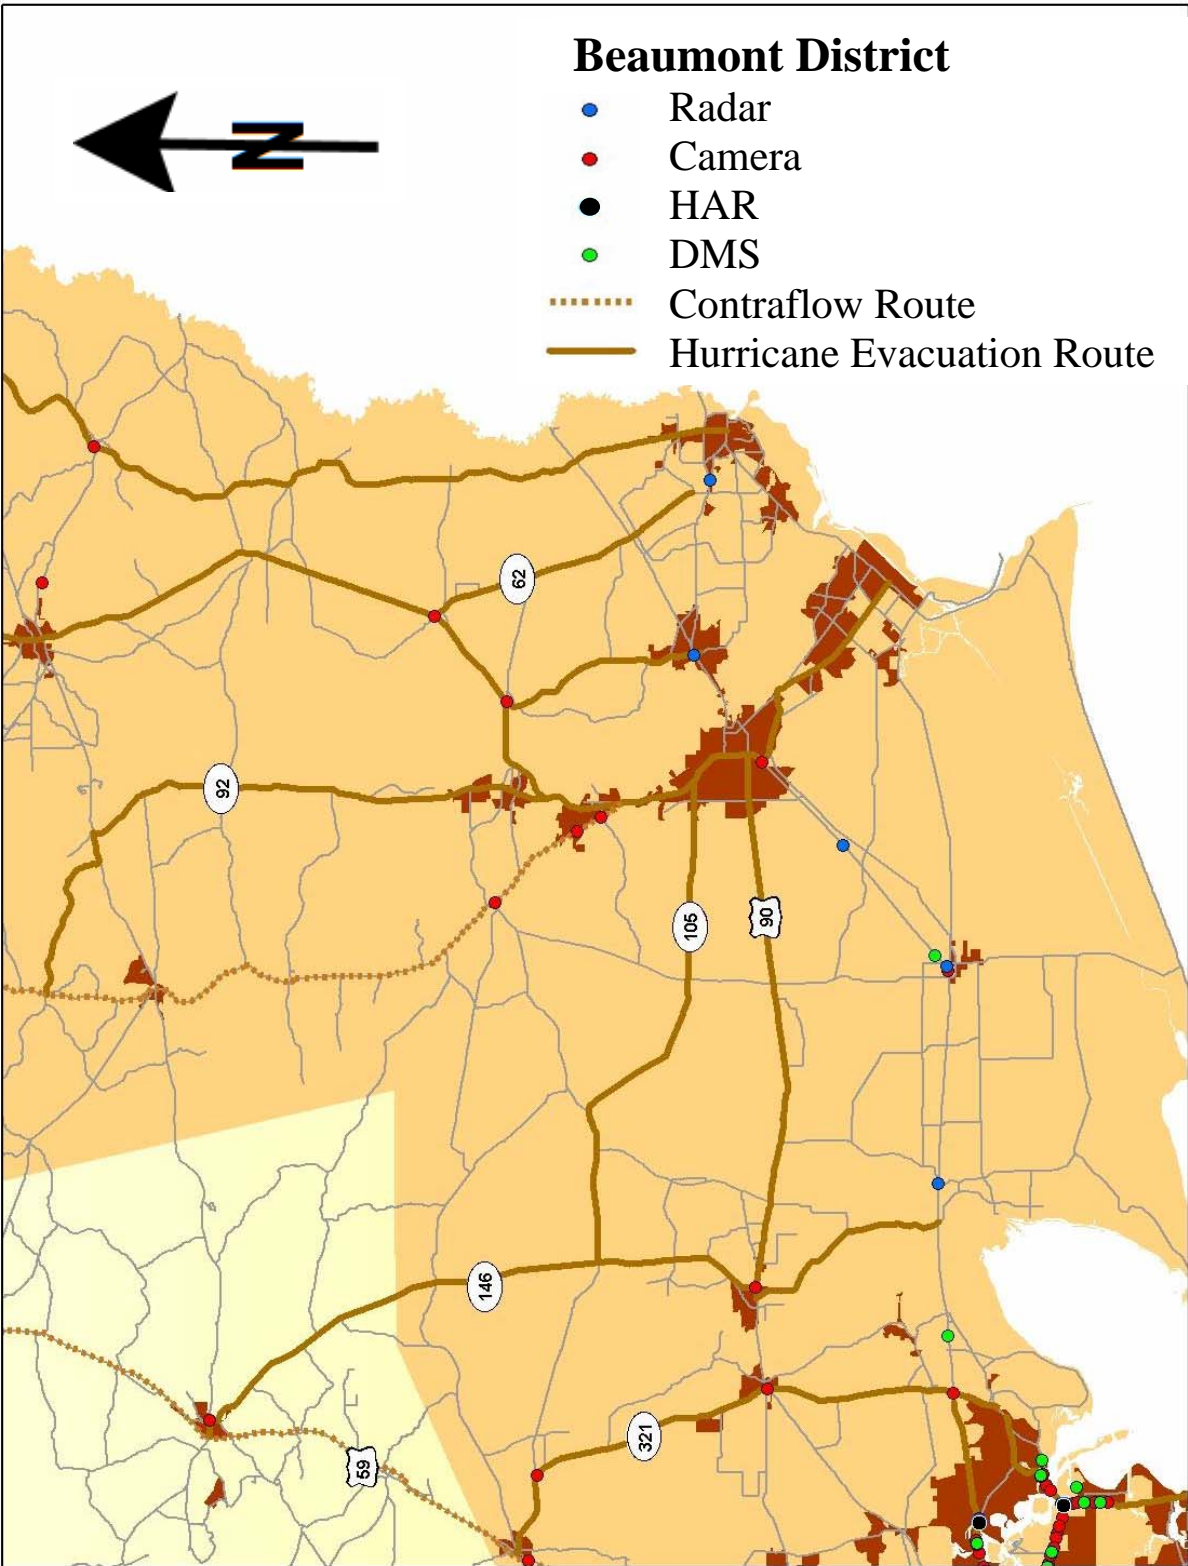 Beaumont District
Radar
Camera
HAR
DMS
Contraflow Route
Hurricane Evacuation Route
N
62
92
105
90
146
321
59